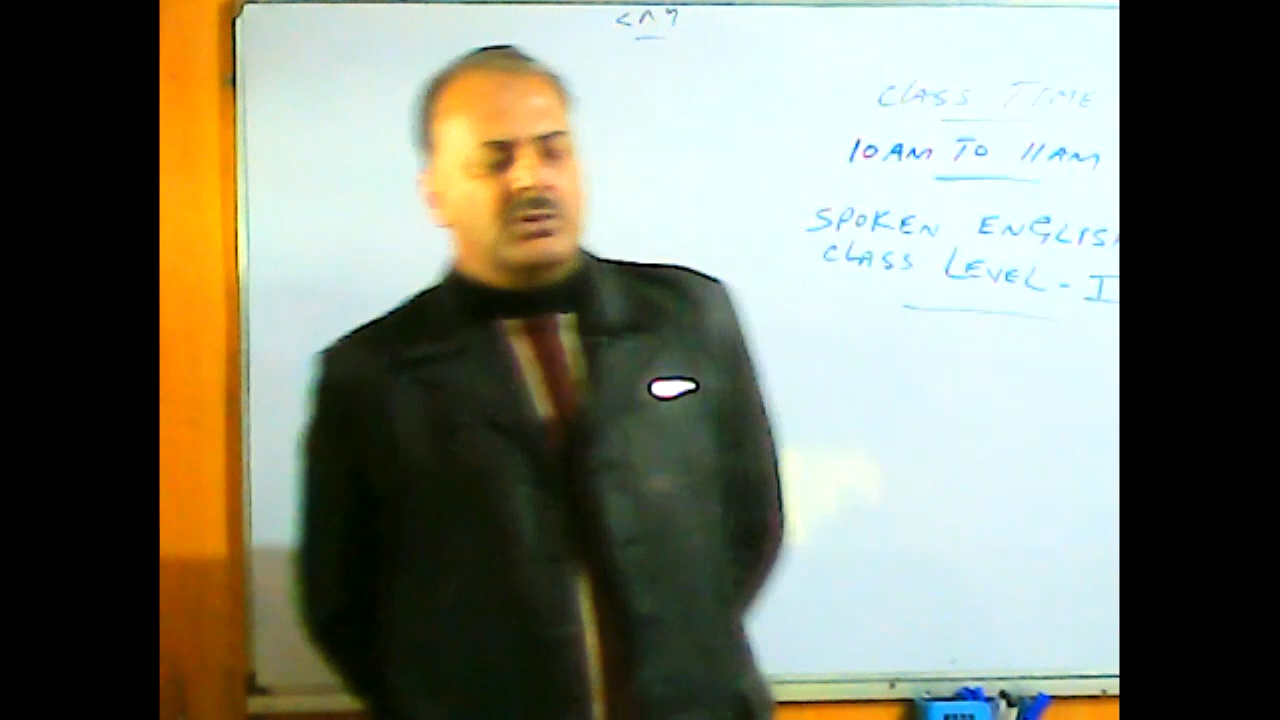 CLASS TIME
10AM TO 11AM
SPOKEN ENGLISH
CLASS LEVEL - I